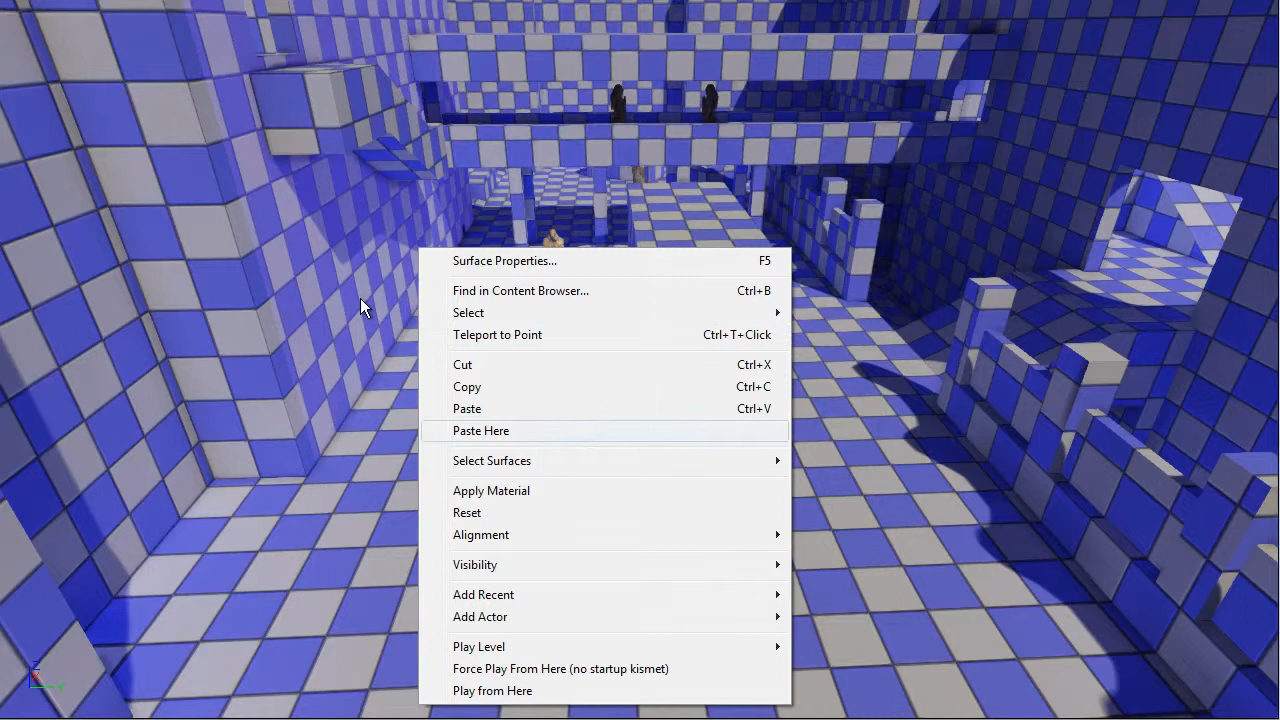 Surface Properties... F5
Find in Content Browser... Ctrl+B
Select
Teleport to Point Ctrl+T+Click
Cut Ctrl+X
Copy Ctrl+C
Paste Ctrl+V
Paste Here
Select Surfaces
Apply Material
Reset
Alignment
Visibility
Add Recent
Add Actor
Play Level
Force Play From Here (no startup kismet)
Play from Here
Z
X
Y